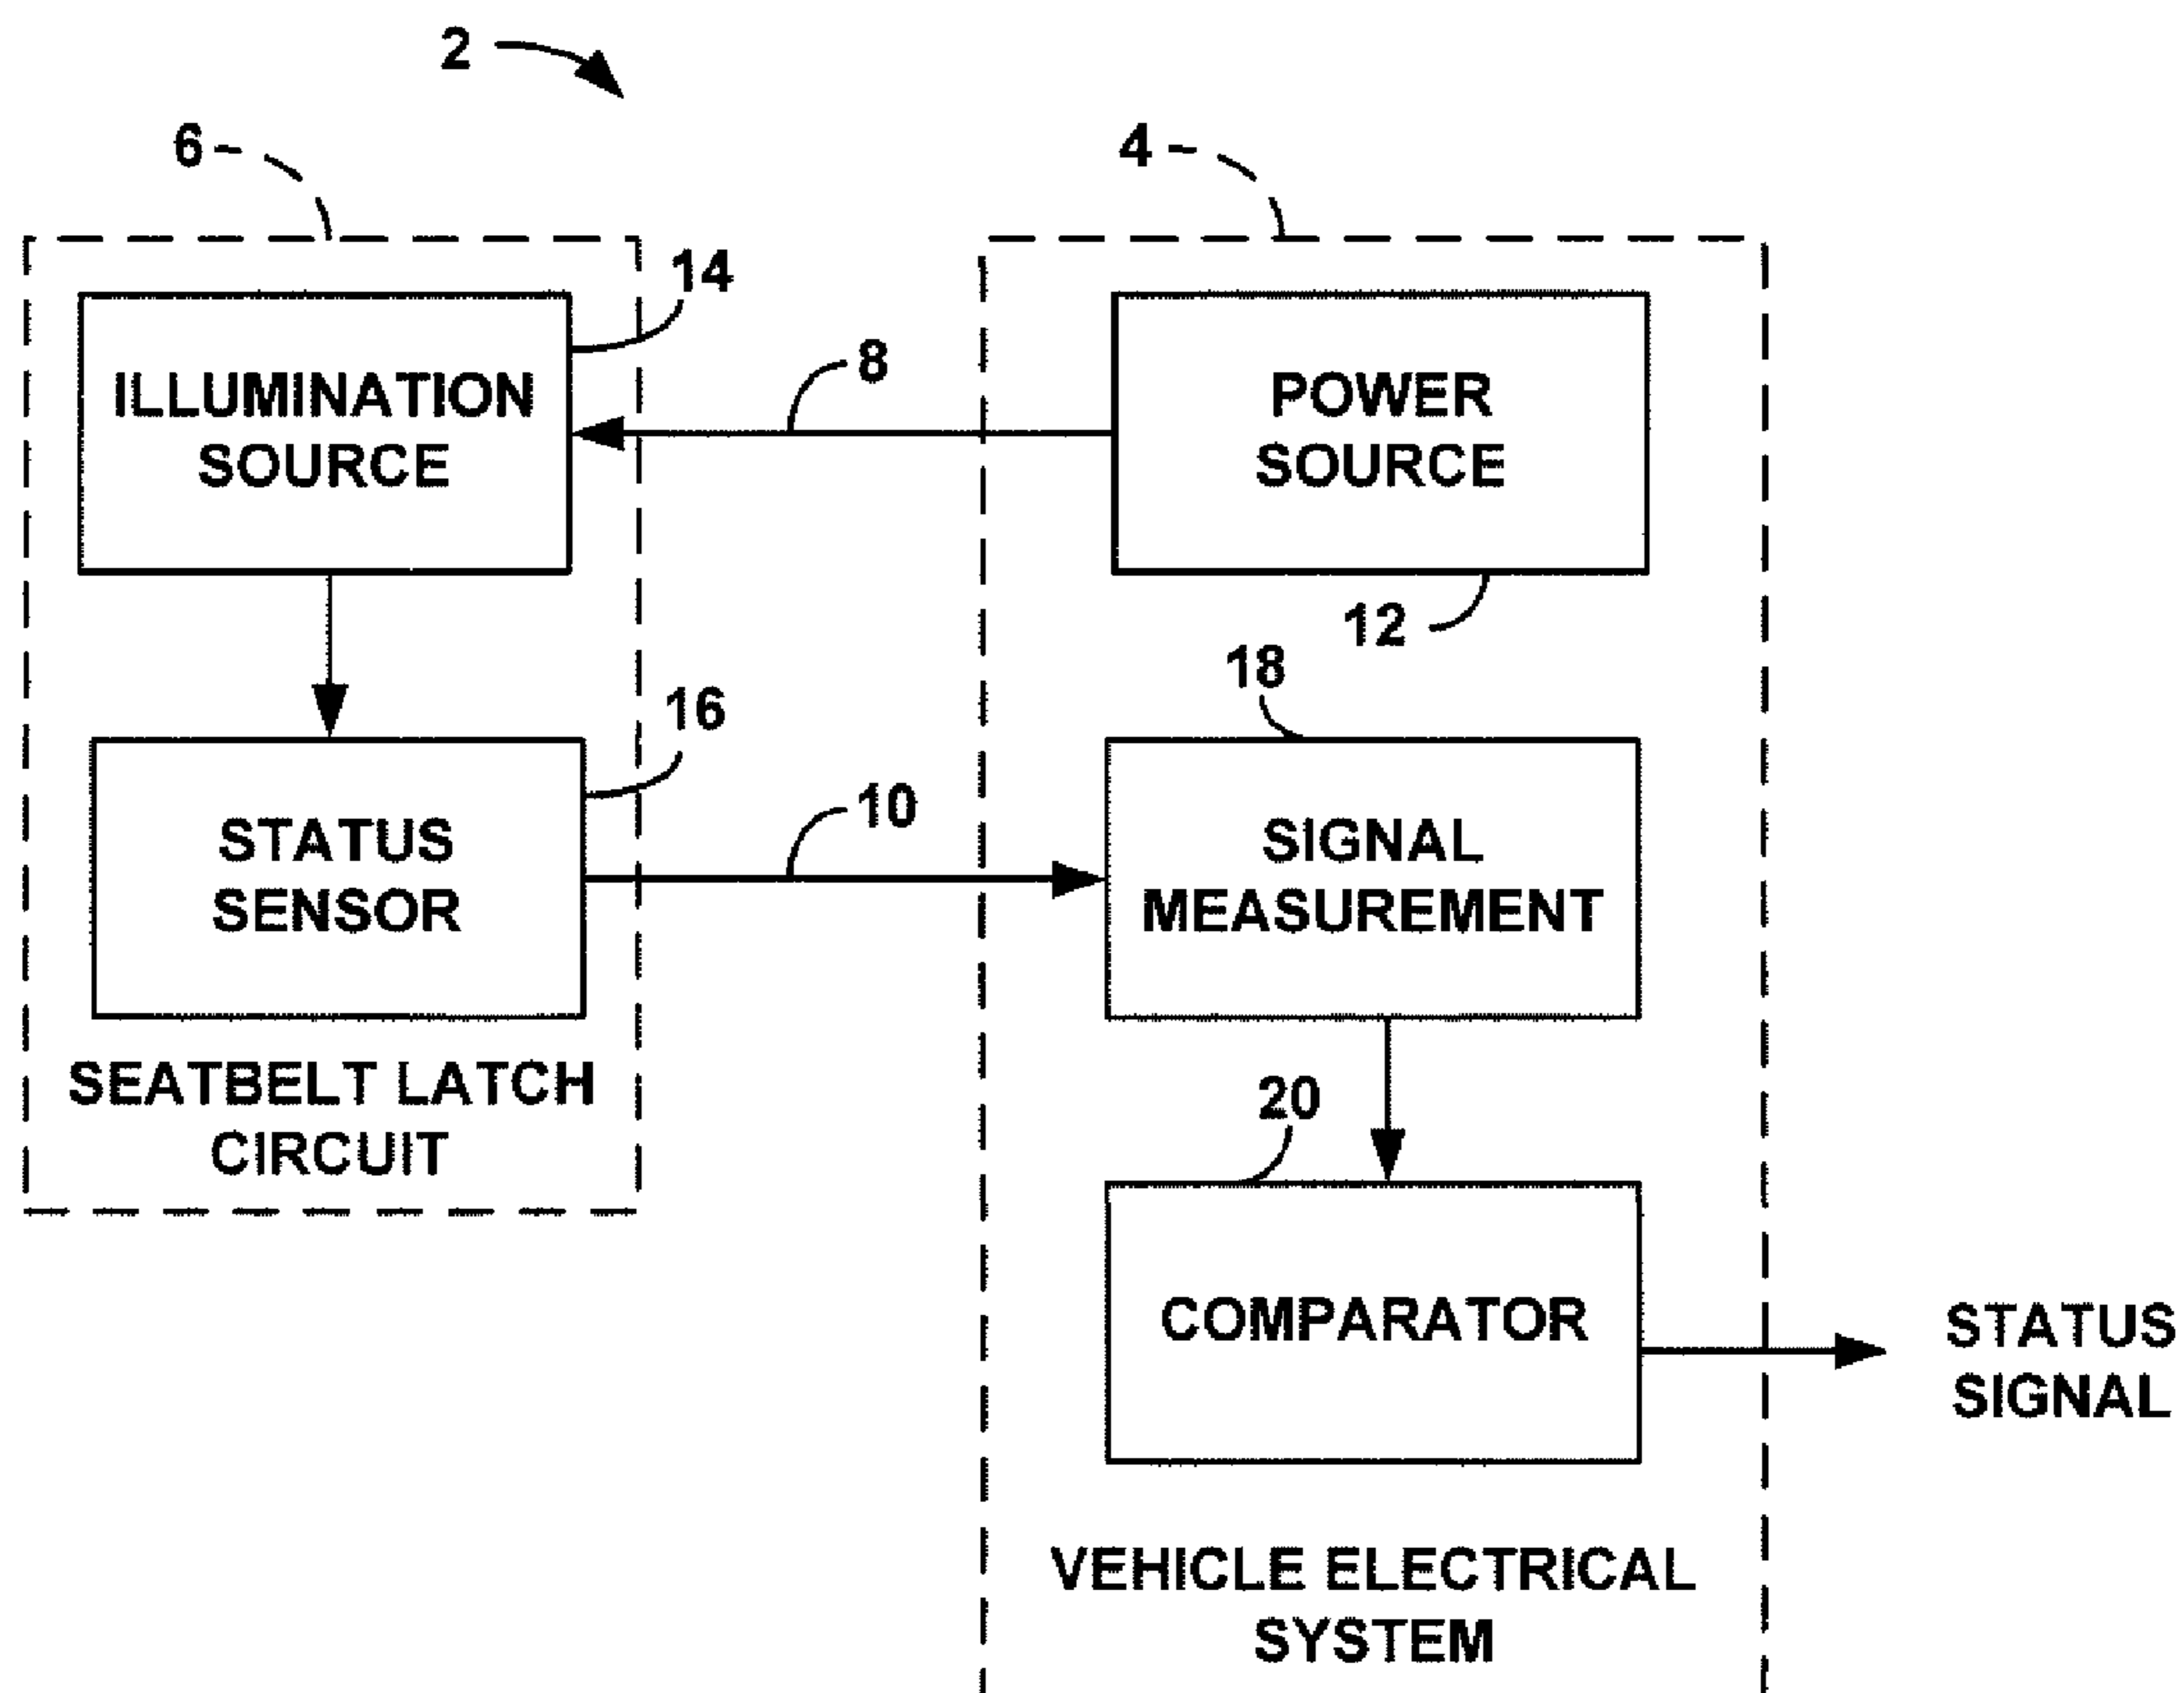 2
6
4
14
ILLUMINATION
SOURCE
8
POWER
SOURCE
12
16
18
STATUS
SENSOR
10
SIGNAL
MEASUREMENT
SEATBELT LATCH
CIRCUIT
20
COMPARATOR
STATUS
SIGNAL
VEHICLE ELECTRICAL
SYSTEM